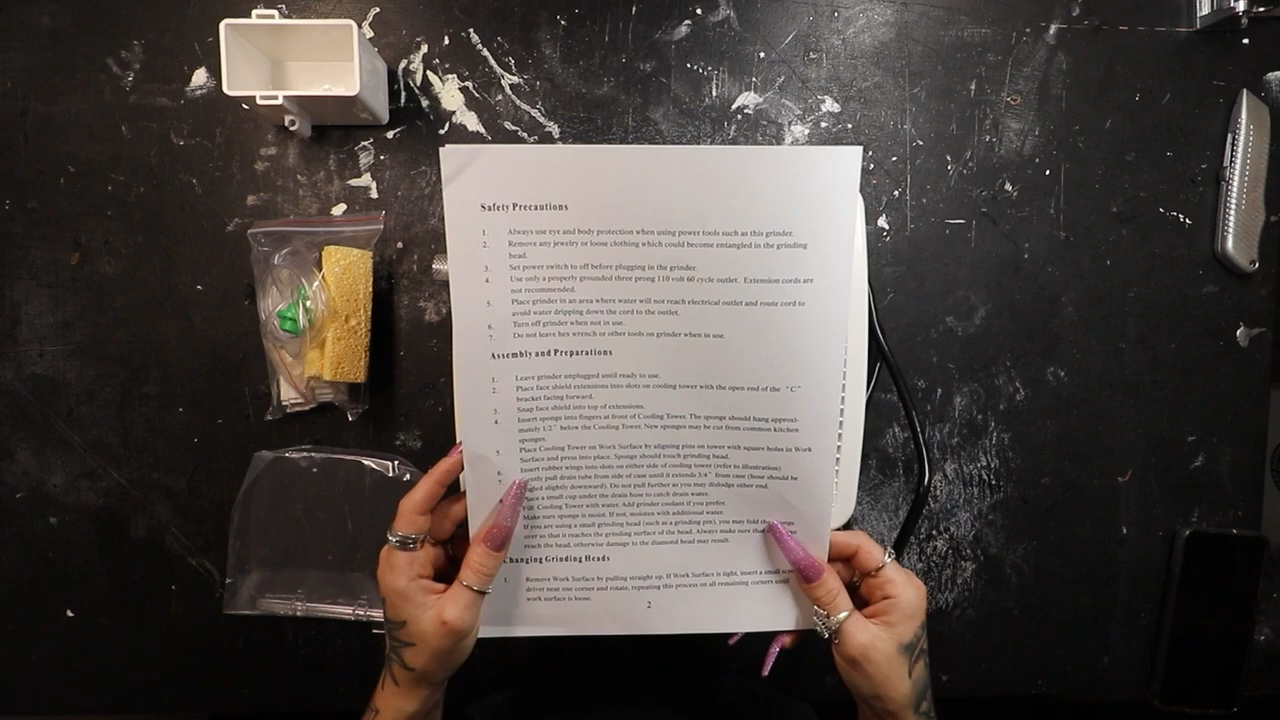 Safety Precautions
1. Always use eye and body protection when using power tools such as this grinder.
2. Remove any jewelry or loose clothing which could become entangled in the grinding
head.
3. Set power switch to off before plugging in the grinder.
4. Use only a properly grounded three prong 110 volt 60 cycle outlet. Extension cords are
not recommended.
5. Place grinder in an area where water will not reach electrical outlet and route cord to
avoid water dripping down the cord to the outlet.
6. Turn off grinder when not in use.
7. Do not leave hex wrench or other tools on grinder when in use.
Assembly and Preparations
1. Leave grinder unplugged until ready to use.
2. Place face shield extensions into slots on cooling tower with the open end of the "C"
bracket facing forward.
3. Snap face shield into top of extensions.
4. Insert sponge into fingers at front of Cooling Tower. The sponge should hang approxi-
mately 1/2" below the Cooling Tower. New sponges may be cut from common kitchen
sponges.
5. Place Cooling Tower on Work Surface by aligning pins on tower with square holes in Work
Surface and press into place. Sponge should touch grinding head.
6. Insert rubber wings into slots on either side of cooling tower (refer to illustration)
7. ently pull drain tube from side of case until it extends 3/4" from case (hose should be
ngled slightly downward). Do not pull further as you may dislodge other end.
Place a small cup under the drain hose to catch drain water.
Fill Cooling Tower with water. Add grinder coolant if you prefer.
Make sure sponge is moist. If not, moisten with additional water.
If you are using a small grinding head (such as a grinding pin), you may fold the
over so that it reaches the grinding surface of the head. Always make sure that
reach the head, otherwise damage to the diamond bead may result.
Changing Grinding Heads
1. Remove Work Surface by pulling straight up. If Work Surface is tight, insert a small
driver near one corner and rotate, repeating this process on all remaining corners until
work surface is loose.
2